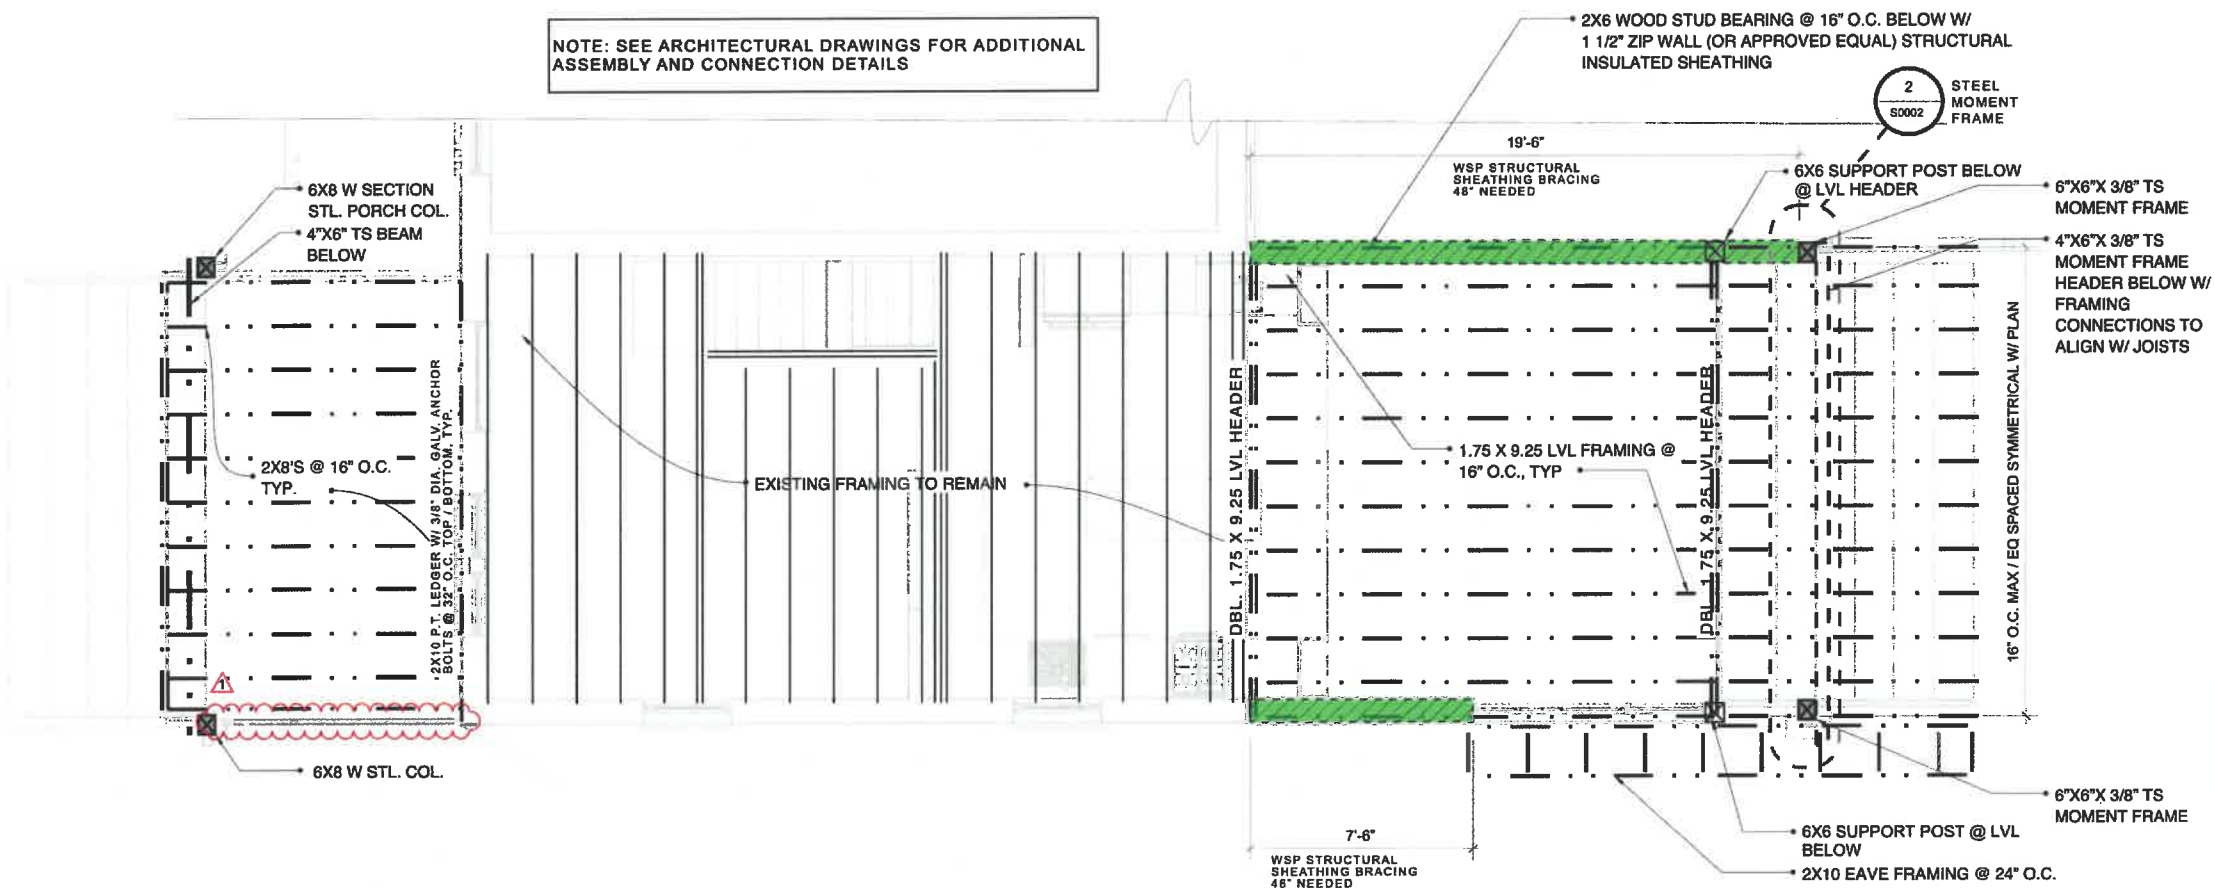 NOTE: SEE ARCHITECTURAL DRAWINGS FOR ADDITIONAL
ASSEMBLY AND CONNECTION DETAILS
2X6 WOOD STUD BEARING @ 16" O.C. BELOW W/
1 1/2" ZIP WALL (OR APPROVED EQUAL) STRUCTURAL
INSULATED SHEATHING
2
S0002
STEEL
MOMENT
FRAME
19'-6"
WSP STRUCTURAL
SHEATHING BRACING
48" NEEDED
6X6 SUPPORT POST BELOW
@ LVL HEADER
6"X6"X 3/8" TS
MOMENT FRAME
4"X6"X 3/8" TS
MOMENT FRAME
HEADER BELOW W/
FRAMING
CONNECTIONS TO
ALIGN W/ JOISTS
6X8 W SECTION
STL. PORCH COL.
4"X6" TS BEAM
BELOW
2X8'S @ 16" O.C.
TYP.
2X10 P.T. LEDGER W/ 3/8" DIA. GALV. ANCHOR
BOLTS @ 32" O.C. TOP / BOTTOM, TYP.
EXISTING FRAMING TO REMAIN
DBL. 1.75 X 9.25 LVL HEADER
1.75 X 9.25 LVL FRAMING @
16" O.C., TYP
DBL. 1.75 X 9.25 LVL HEADER
16" O.C. MAX / EQ SPACED SYMMETRICAL W/ PLAN
1
6X8 W STL. COL.
7'-6"
WSP STRUCTURAL
SHEATHING BRACING
48" NEEDED
6"X6"X 3/8" TS
MOMENT FRAME
6X6 SUPPORT POST @ LVL
BELOW
2X10 EAVE FRAMING @ 24" O.C.